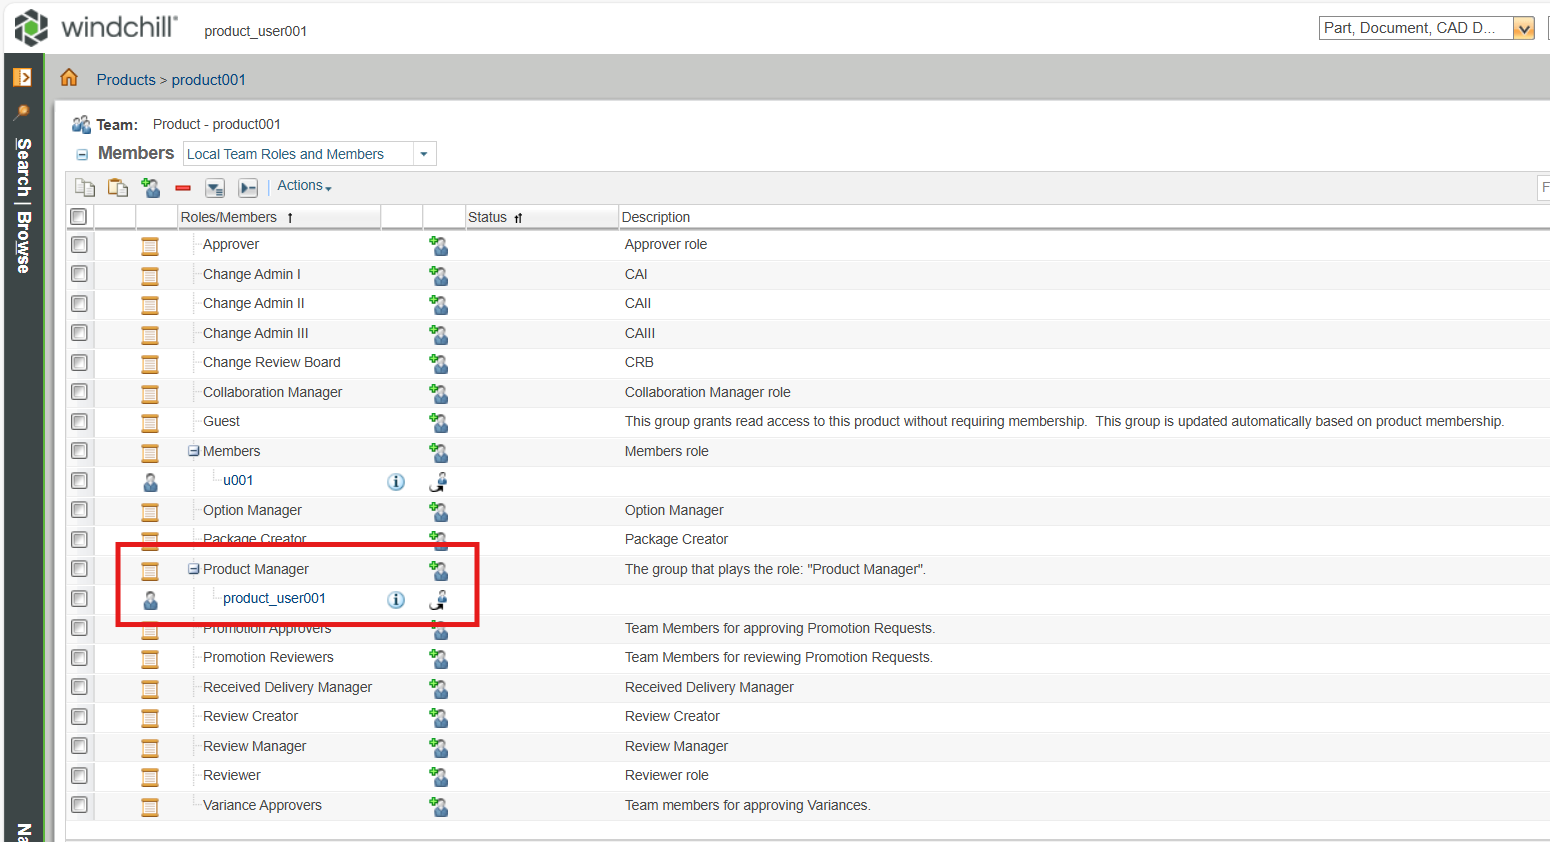 windchill® product_user001 Part, Document, CAD D...
Products > product001
Team: Product - product001
Members Local Team Roles and Members
Actions
Roles/Members Status Description
Approver Approver role
Change Admin I CAI
Change Admin II CAII
Change Admin III CAIII
Change Review Board CRB
Collaboration Manager Collaboration Manager role
Guest This group grants read access to this product without requiring membership. This group is updated automatically based on product membership.
Members Members role
u001
Option Manager Option Manager
Package Creator Package Creator
Product Manager The group that plays the role: "Product Manager".
product_user001
Promotion Approvers Team Members for approving Promotion Requests.
Promotion Reviewers Team Members for reviewing Promotion Requests.
Received Delivery Manager Received Delivery Manager
Review Creator Review Creator
Review Manager Review Manager
Reviewer Reviewer role
Variance Approvers Team members for approving Variances.
Search | Browse